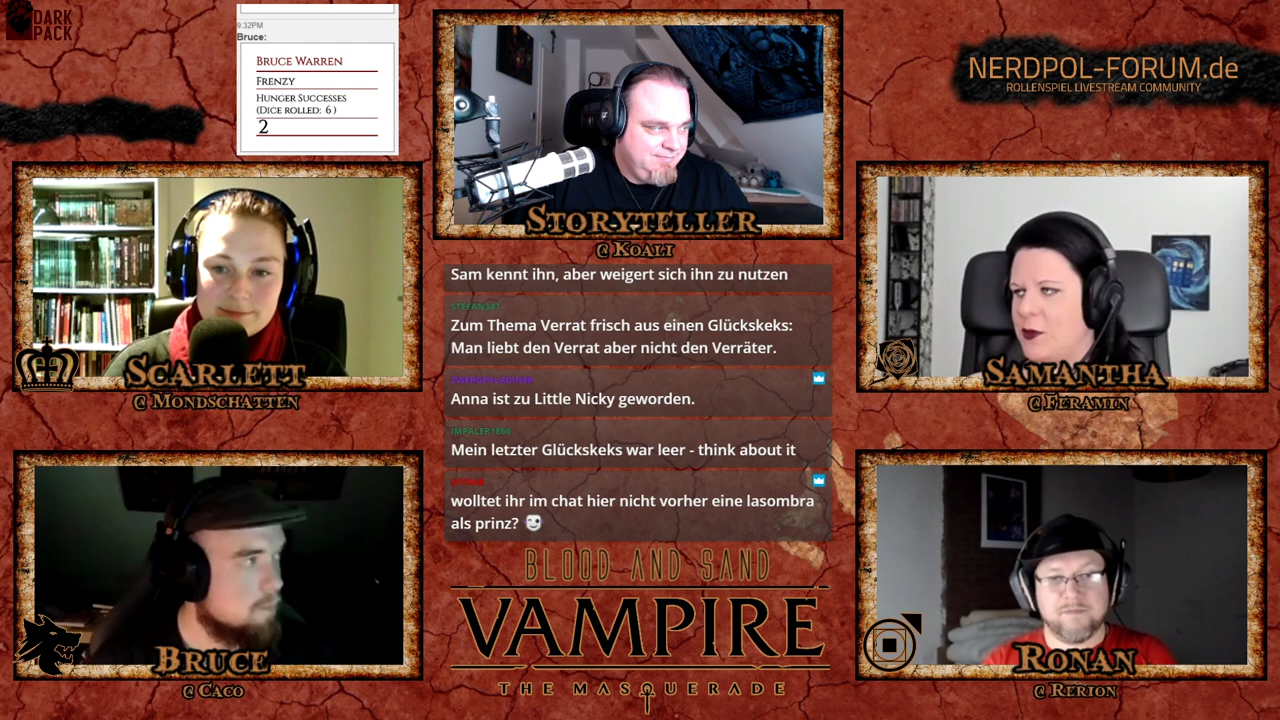 DARK
PACK
9:32PM
Bruce:
BRUCE WARREN
FRENZY
HUNGER SUCCESSES
(DICE ROLLED: 6 )
2
NERDPOL-FORUM.de
ROLLENSPIEL LIVESTREAM COMMUNITY
STORYTELLER
@ KOALI
SCARLETT
@ MONDSCHATTEN
SAMANTHA
@ FERAMIN
Sam kennt ihn, aber weigert sich ihn zu nutzen
STEFAN347
Zum Thema Verrat frisch aus einen Glückskeks:
Man liebt den Verrat aber nicht den Verräter.
Anna ist zu Little Nicky geworden.
IMPALER1866
Mein letzter Glückskeks war leer - think about it
wolltet ihr im chat hier nicht vorher eine lasombra
als prinz?
BRUCE
@ CACO
RONAN
@ RERION
BLOOD AND SAND
VAMPIRE
THE MASQUERADE